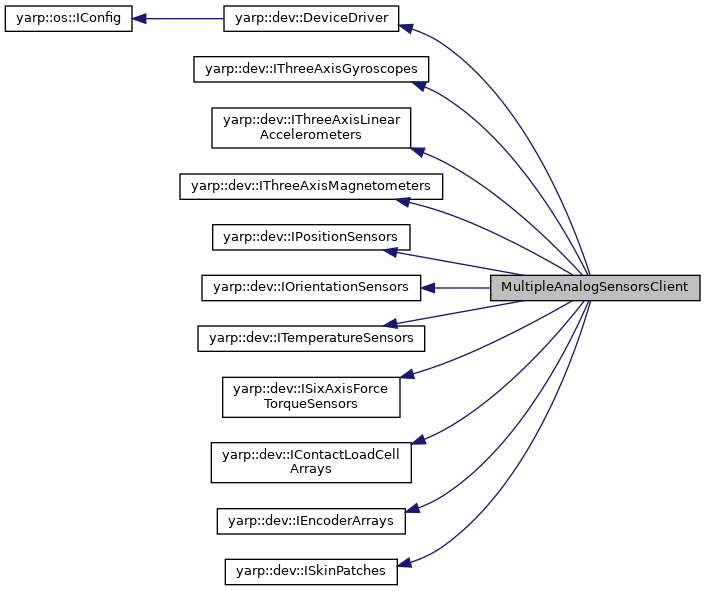 yarp::os::IConfig
yarp::dev::DeviceDriver
yarp::dev::IThreeAxisGyroscopes
yarp::dev::IThreeAxisLinear
Accelerometers
yarp::dev::IThreeAxisMagnetometers
yarp::dev::IPositionSensors
yarp::dev::IOrientationSensors
MultipleAnalogSensorsClient
yarp::dev::ITemperatureSensors
yarp::dev::ISixAxisForce
TorqueSensors
yarp::dev::IContactLoadCell
Arrays
yarp::dev::IEncoderArrays
yarp::dev::ISkinPatches